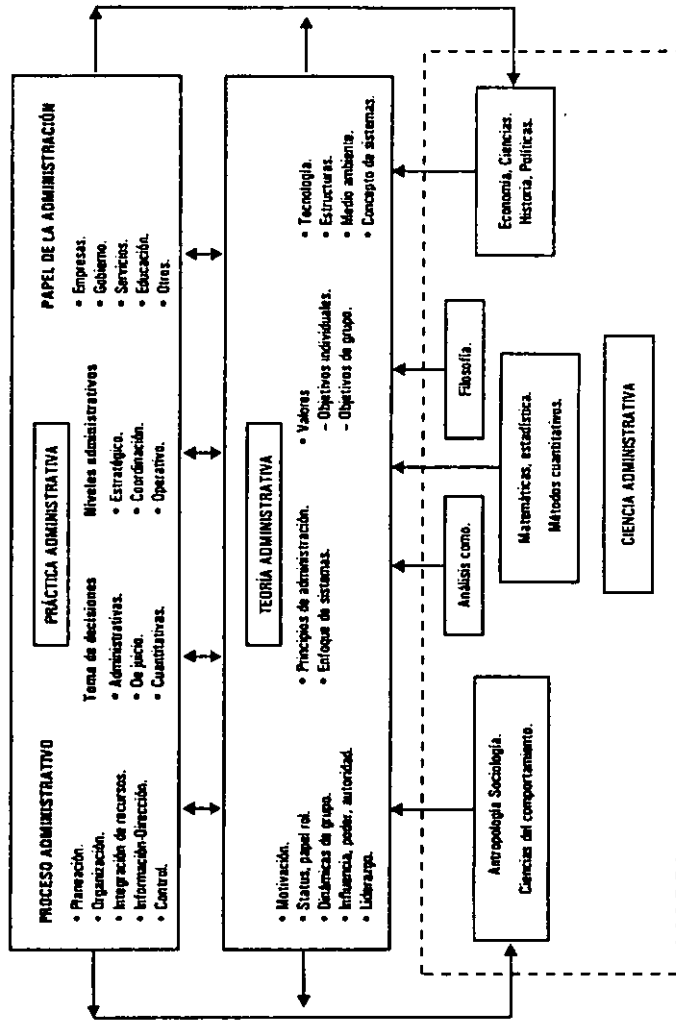 PRÁCTICA ADMINISTRATIVA
PROCESO ADMINISTRATIVO
• Planeación.
• Organización.
• Integración de recursos.
• Información-Dirección.
• Control.
Toma de decisiones
• Administrativas.
• De juicio.
• Cuantitativas.
Niveles administrativos
• Estratégico.
• Coordinación.
• Operativo.
PAPEL DE LA ADMINISTRACIÓN
• Empresas.
• Gobierno.
• Servicios.
• Educación.
• Otros.
TEORÍA ADMINISTRATIVA
• Motivación.
• Status, papel rol.
• Dinámicas de grupo.
• Influencia, poder, autoridad.
• Liderazgo.
• Principios de administración.
• Enfoque de sistemas.
• Valores
– Objetivos individuales.
– Objetivos de grupo.
• Tecnología.
• Estructuras.
• Medio ambiente.
• Concepto de sistemas.
Antropología Sociología.
Ciencias del comportamiento.
Análisis como.
Filosofía.
Matemáticas, estadística.
Métodos cuantitativos.
Economía, Ciencias.
Historia, Políticas.
CIENCIA ADMINISTRATIVA